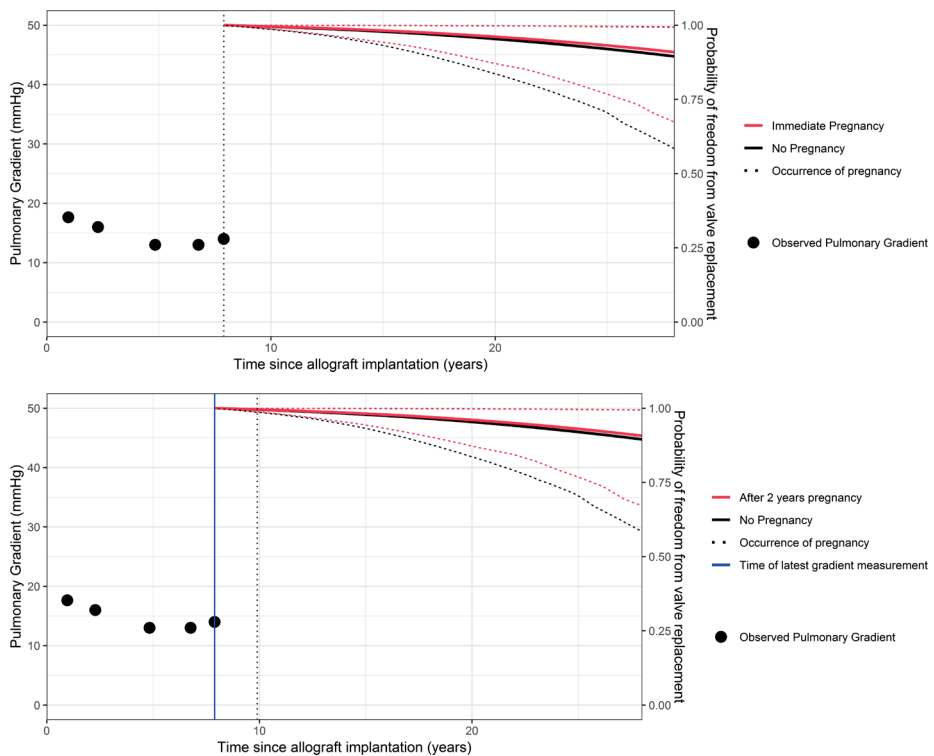 50
40
30
20
10
0
Pulmonary Gradient (mmHg)
1.00
0.75
0.50
0.25
0.00
Probability of freedom from valve replacement
10
20
Time since allograft implantation (years)
Immediate Pregnancy
No Pregnancy
Occurrence of pregnancy
Observed Pulmonary Gradient
50
40
30
20
10
0
Pulmonary Gradient (mmHg)
1.00
0.75
0.50
0.25
0.00
Probability of freedom from valve replacement
0
10
20
Time since allograft implantation (years)
After 2 years pregnancy
No Pregnancy
Occurrence of pregnancy
Time of latest gradient measurement
Observed Pulmonary Gradient